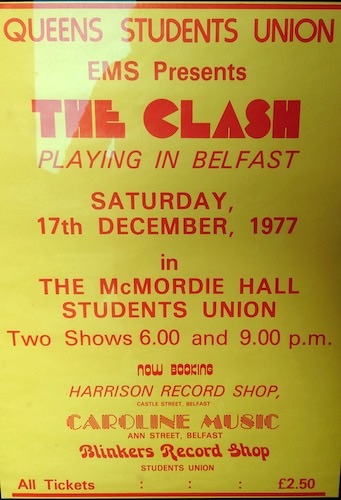 QUEENS STUDENTS UNION
EMS Presents
THE CLASH
PLAYING IN BELFAST
SATURDAY,
17th DECEMBER, 1977
in
THE McMORDIE HALL
STUDENTS UNION
Two Shows 6.00 and 9.00 p.m.
NOW BOOKING
HARRISON RECORD SHOP,
CASTLE STREET, BELFAST
CAROLINE MUSIC
ANN STREET, BELFAST
Blinkers Record Shop
STUDENTS UNION
All Tickets : : : £2.50